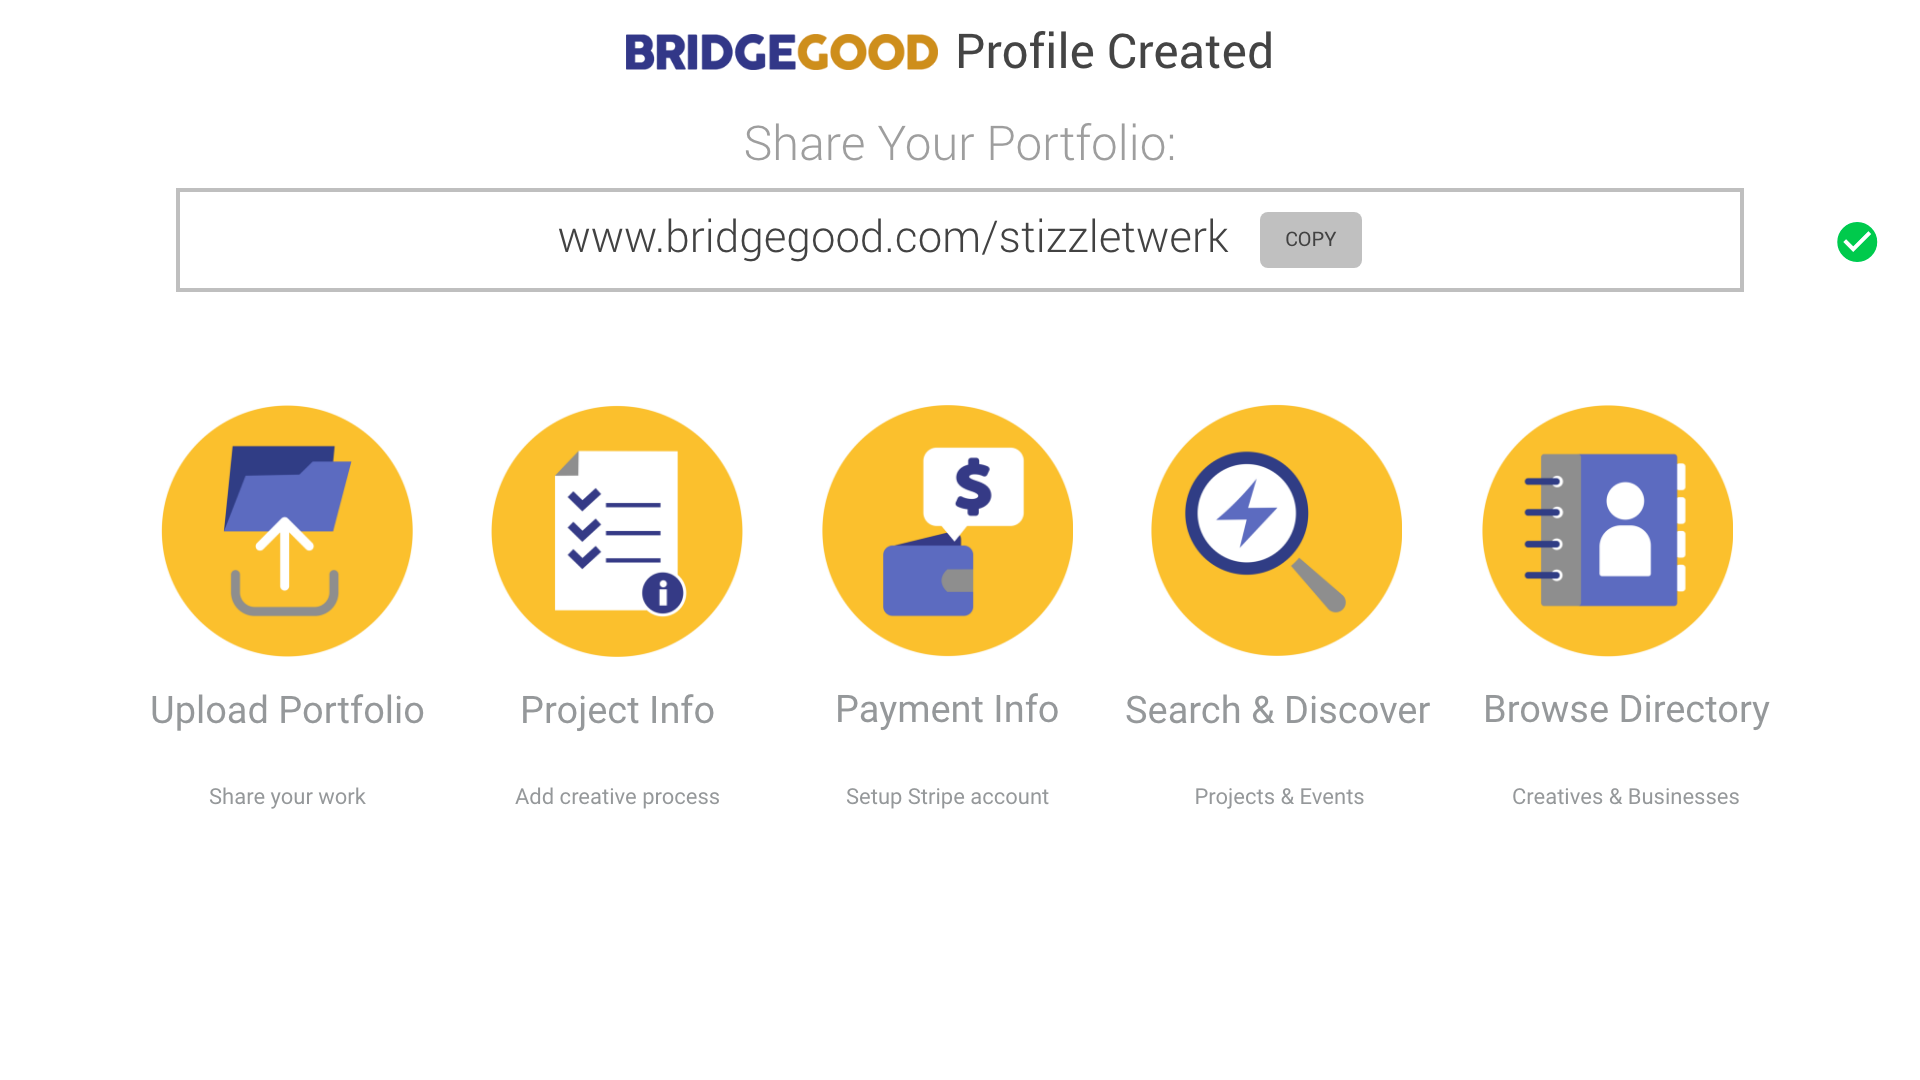 BRIDGEGOOD Profile Created
Share Your Portfolio:
www.bridgegood.com/stizzletwerk COPY
$
i
Upload Portfolio
Project Info
Payment Info
Search & Discover
Browse Directory
Share your work
Add creative process
Setup Stripe account
Projects & Events
Creatives & Businesses